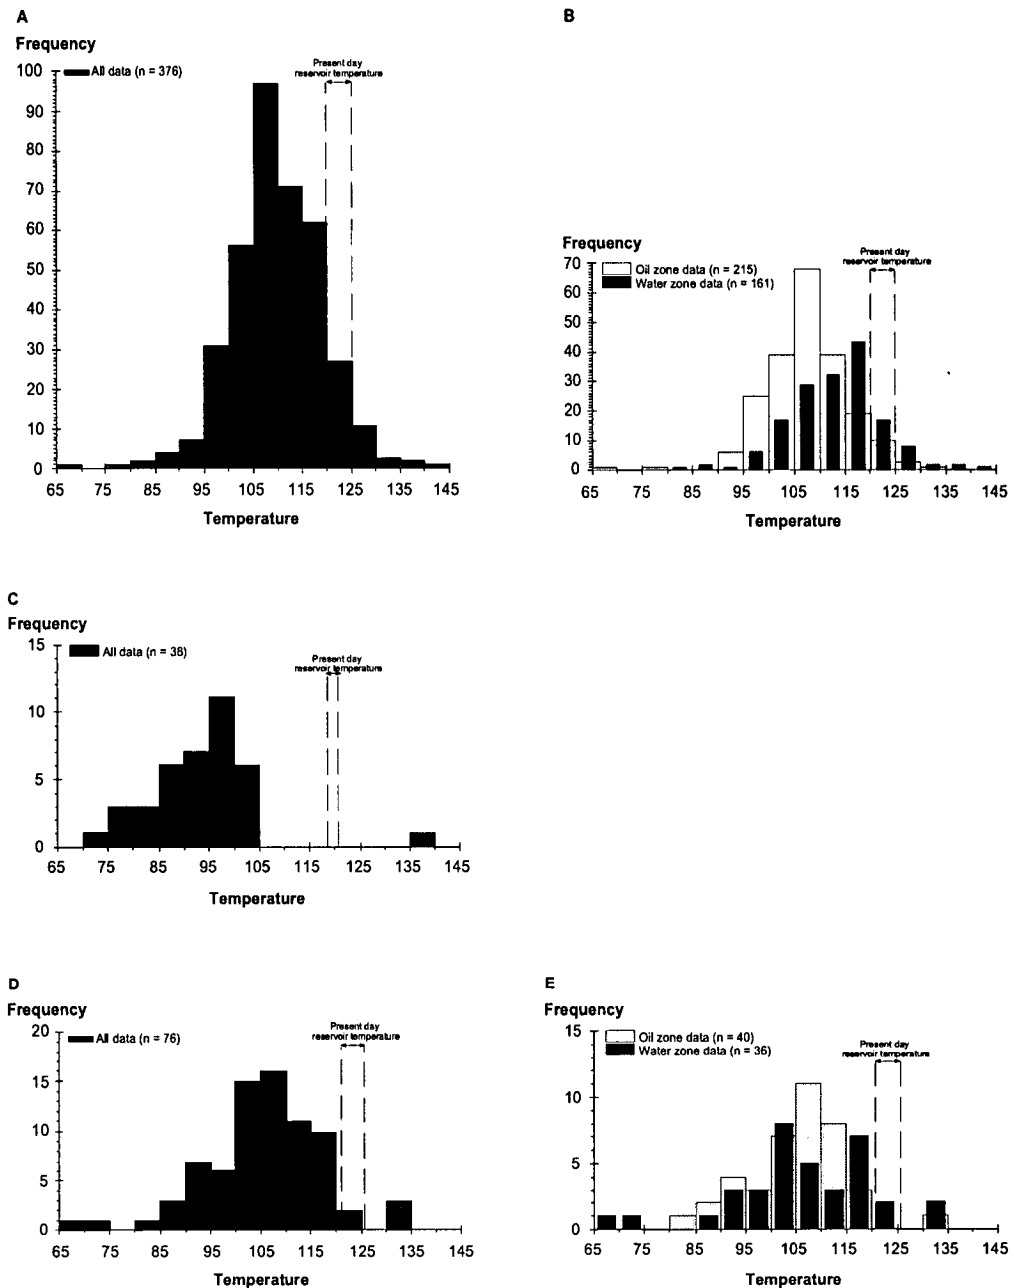 A
Frequency
All data (n = 376)
Present day
reservoir temperature
100
90
80
70
60
50
40
30
20
10
0
65 75 85 95 105 115 125 135 145
Temperature
B
Frequency
Oil zone data (n = 215)
Water zone data (n = 161)
Present day
reservoir temperature
70
60
50
40
30
20
10
0
65 75 85 95 105 115 125 135 145
Temperature
C
Frequency
All data (n = 38)
Present day
reservoir temperature
15
10
5
0
65 75 85 95 105 115 125 135 145
Temperature
D
Frequency
All data (n = 76)
Present day
reservoir temperature
20
15
10
5
0
65 75 85 95 105 115 125 135 145
Temperature
E
Frequency
Oil zone data (n = 40)
Water zone data (n = 36)
Present day
reservoir temperature
15
10
5
0
65 75 85 95 105 115 125 135 145
Temperature